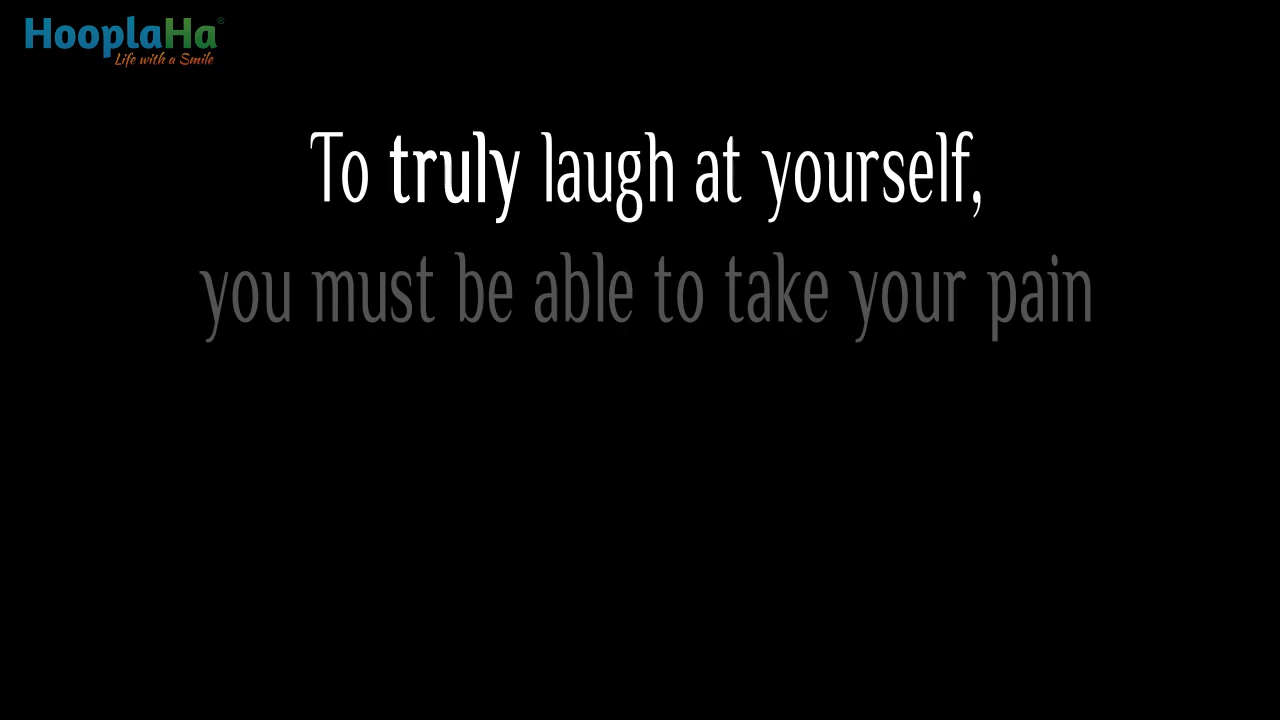 HooplaHa®
Life with a Smile
To truly laugh at yourself,
you must be able to take your pain